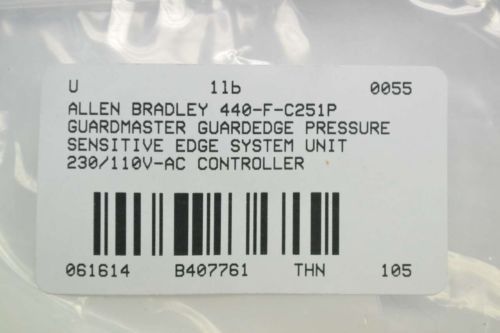 U 1lb 0055
ALLEN BRADLEY 440-F-C251P
GUARDMASTER GUARDEDGE PRESSURE
SENSITIVE EDGE SYSTEM UNIT
230/110V-AC CONTROLLER
061614 B407761 THN 105